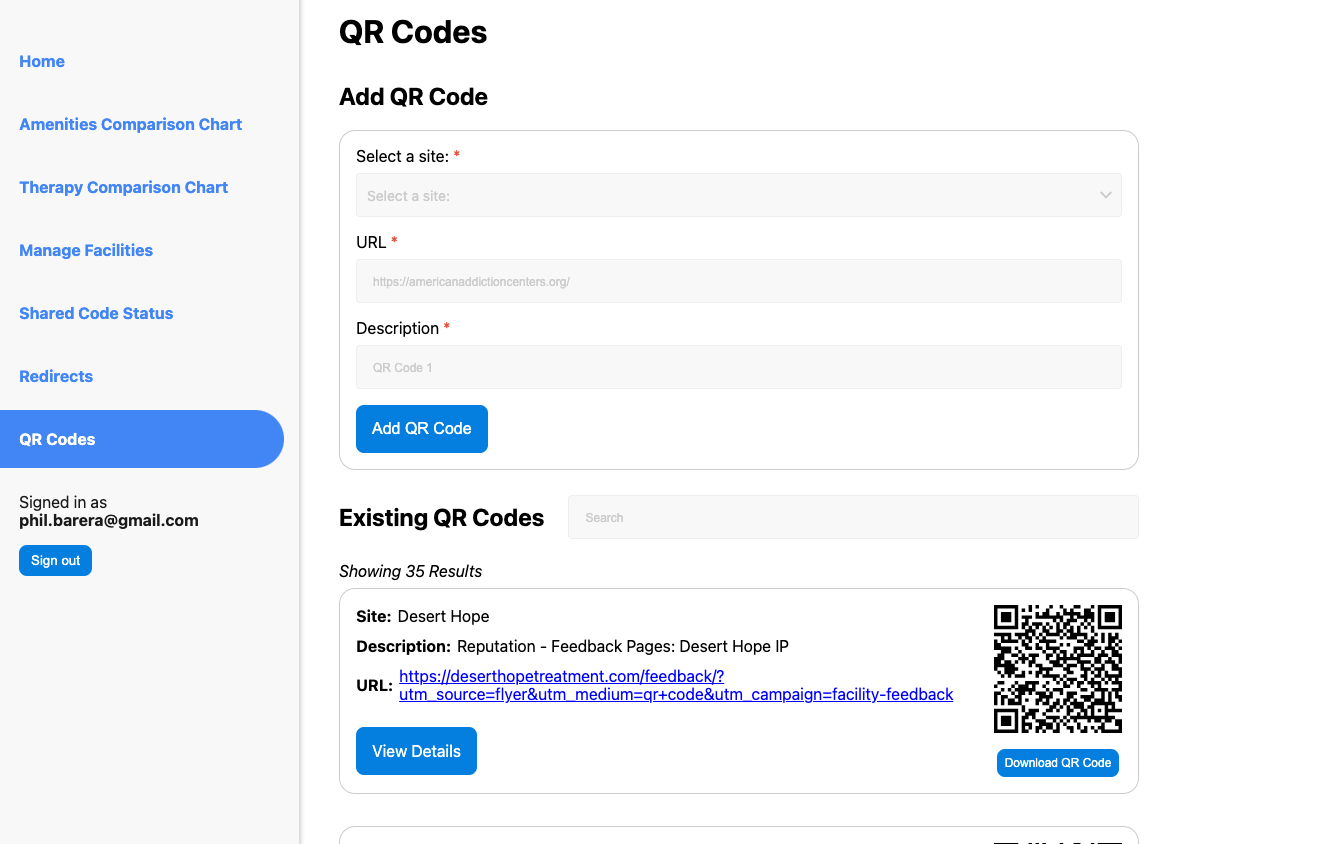 Home
Amenities Comparison Chart
Therapy Comparison Chart
Manage Facilities
Shared Code Status
Redirects
QR Codes
Signed in as
phil.barera@gmail.com
Sign out
QR Codes
Add QR Code
Select a site: *
Select a site:
URL *
https://americanaddictioncenters.org/
Description *
QR Code 1
Add QR Code
Existing QR Codes
Search
Showing 35 Results
Site: Desert Hope
Description: Reputation - Feedback Pages: Desert Hope IP
URL: https://deserthopetreatment.com/feedback/?
utm_source=flyer&utm_medium=qr+code&utm_campaign=facility-feedback
View Details
Download QR Code